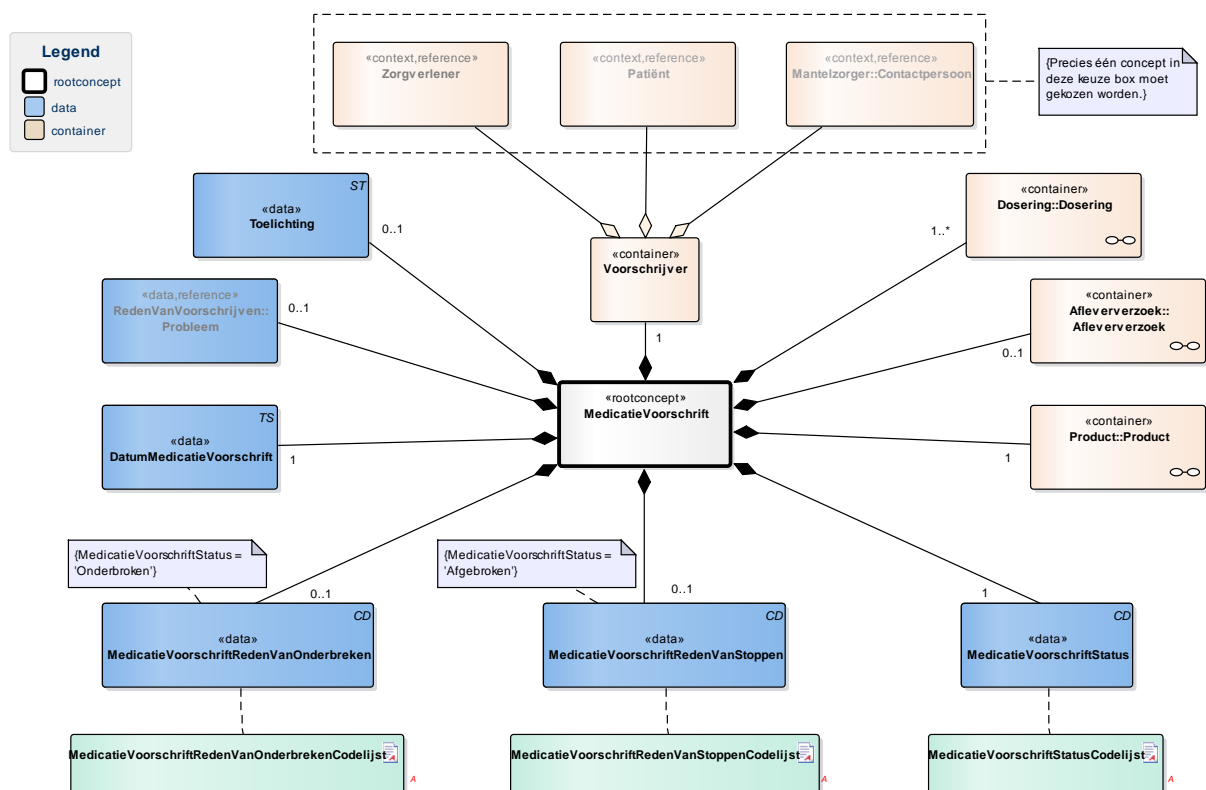 Legend
rootconcept
data
container
«context,reference»
Zorgverlener
«context,reference»
Patiënt
«context,reference»
Mantelzorger::Contactpersoon
{Precies één concept in
deze keuze box moet
gekozen worden.}
ST
«data»
Toelichting
0..1
«container»
Voorschrijver
1
«container»
Dosering::Dosering
1..*
«data,reference»
RedenVanVoorschrijven::
Probleem
0..1
«container»
Afleververzoek::
Afleververzoek
0..1
«rootconcept»
MedicatieVoorschrift
TS
«data»
DatumMedicatieVoorschrift
1
«container»
Product::Product
1
{MedicatieVoorschriftStatus =
'Onderbroken'}
{MedicatieVoorschriftStatus =
'Afgebroken'}
0..1
0..1
1
CD
«data»
MedicatieVoorschriftRedenVanOnderbreken
CD
«data»
MedicatieVoorschriftRedenVanStoppen
CD
«data»
MedicatieVoorschriftStatus
MedicatieVoorschriftRedenVanOnderbrekenCodelijst
A
MedicatieVoorschriftRedenVanStoppenCodelijst
A
MedicatieVoorschriftStatusCodelijst
A